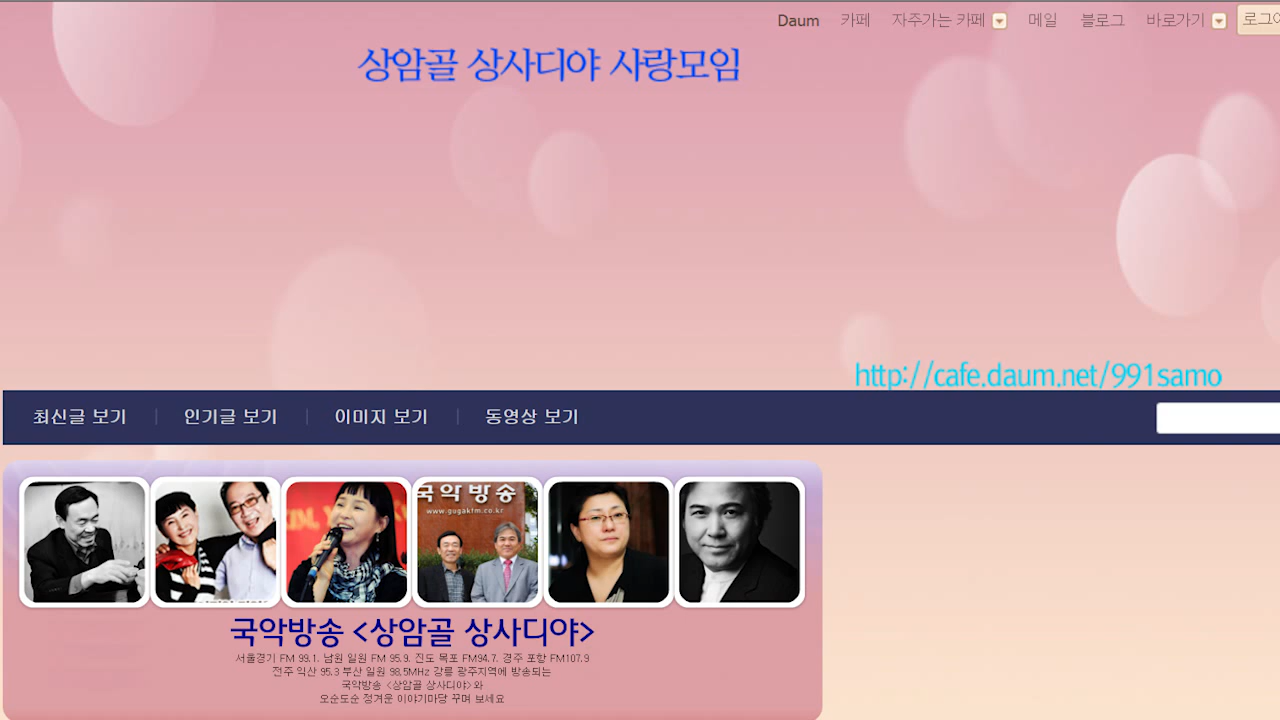 Daum 카페 자주가는 카페 메일 블로그 바로가기
상암골 상사디야 사랑모임
http://cafe.daum.net/991samo
최신글 보기 | 인기글 보기 | 이미지 보기 | 동영상 보기
국악방송
www.gugakfm.co.kr
국악방송 <상암골 상사디야>
서울경기 FM 99.1. 남원 일원 FM 95.9. 진도 목포 FM94.7. 경주 포항 FM107.9
전주 익산 95.3 부산 일원 98.5MHz 강릉 광주지역에 방송되는
국악방송 <상암골 상사디야> 와
오순도순 정겨운 이야기마당 꾸며 보세요